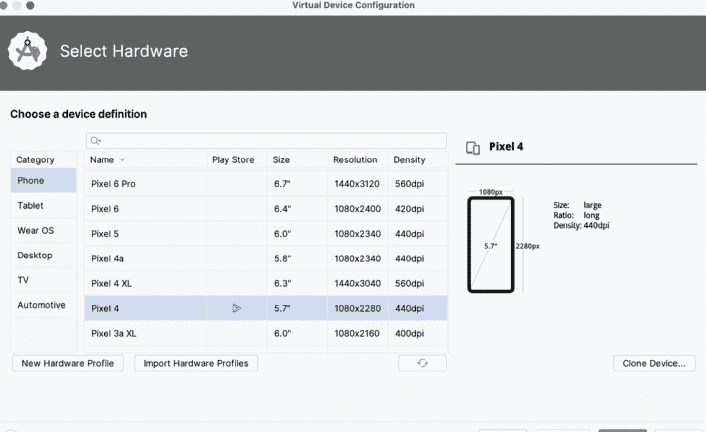 Virtual Device Configuration
Select Hardware
Choose a device definition
Category
Phone
Tablet
Wear OS
Desktop
TV
Automotive
Name Play Store Size Resolution Density
Pixel 6 Pro 6.7" 1440x3120 560dpi
Pixel 6 6.4" 1080x2400 420dpi
Pixel 5 6.0" 1080x2340 440dpi
Pixel 4a 5.8" 1080x2340 440dpi
Pixel 4 XL 6.3" 1440x3040 560dpi
Pixel 4 5.7" 1080x2280 440dpi
Pixel 3a XL 6.0" 1080x2160 400dpi
Pixel 4
1080px
5.7"
2280px
Size: large
Ratio: long
Density: 440dpi
New Hardware Profile
Import Hardware Profiles
Clone Device...